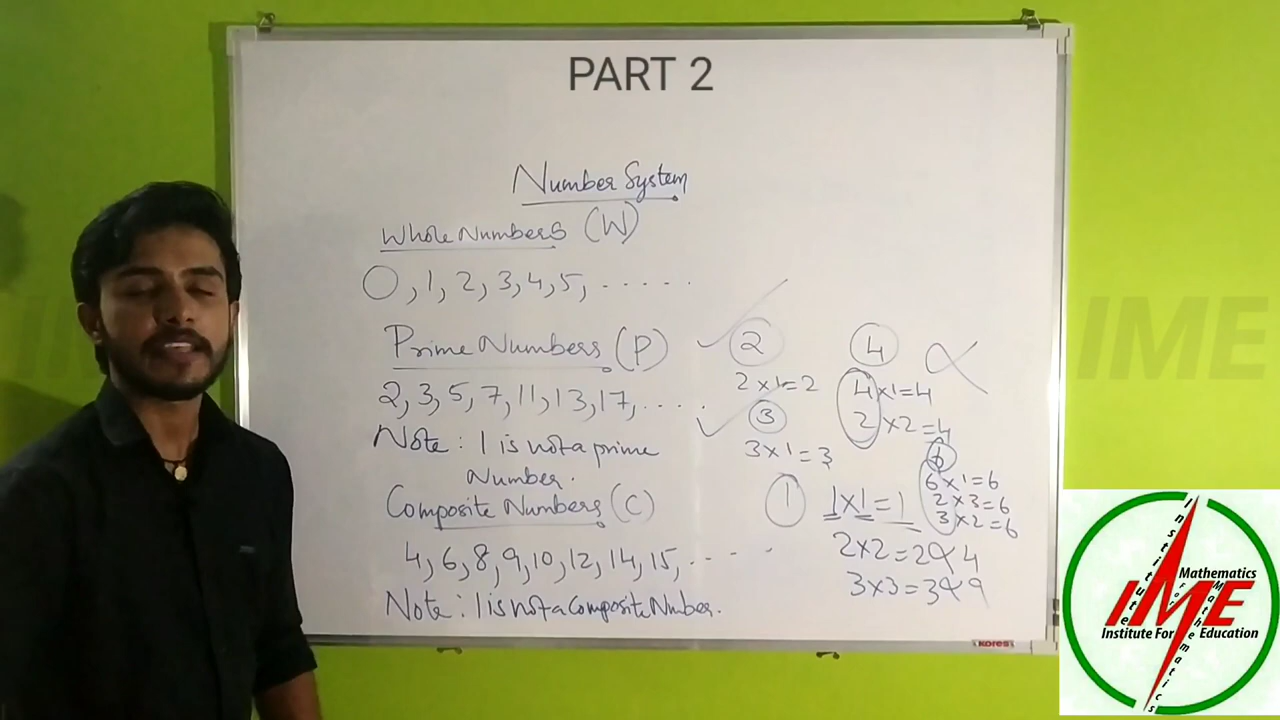 PART 2
Number System
Whole Numbers (W)
0, 1, 2, 3, 4, 5, .....
Prime Numbers (P)
2, 3, 5, 7, 11, 13, 17, ....
Note : 1 is not a prime
Number.
Composite Numbers (C)
4, 6, 8, 9, 10, 12, 14, 15, ....
Note : 1 is not a Composite Number.
2
2 x 1 = 2
3
3 x 1 = 3
4
4 x 1 = 4
2 x 2 = 4
6
6 x 1 = 6
2 x 3 = 6
3 x 2 = 6
1
1 x 1 = 1
2 x 2 = 2 4
3 x 3 = 3 9
KORES
IME
IME
Mathematics
Institute For Education
Institute For Mathematics